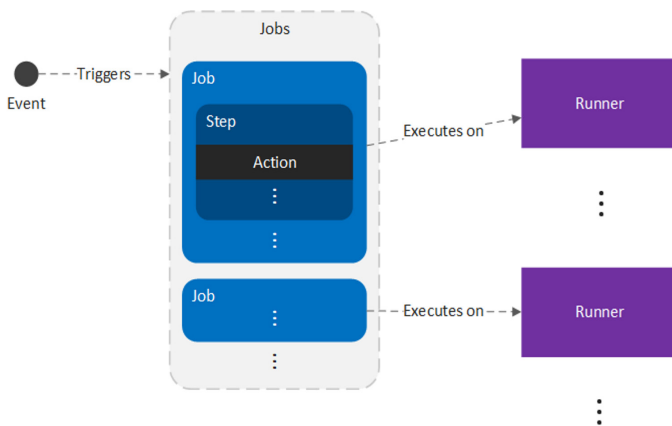 Jobs
Event
Triggers
Job
Step
Action
Executes on
Runner
Job
Executes on
Runner